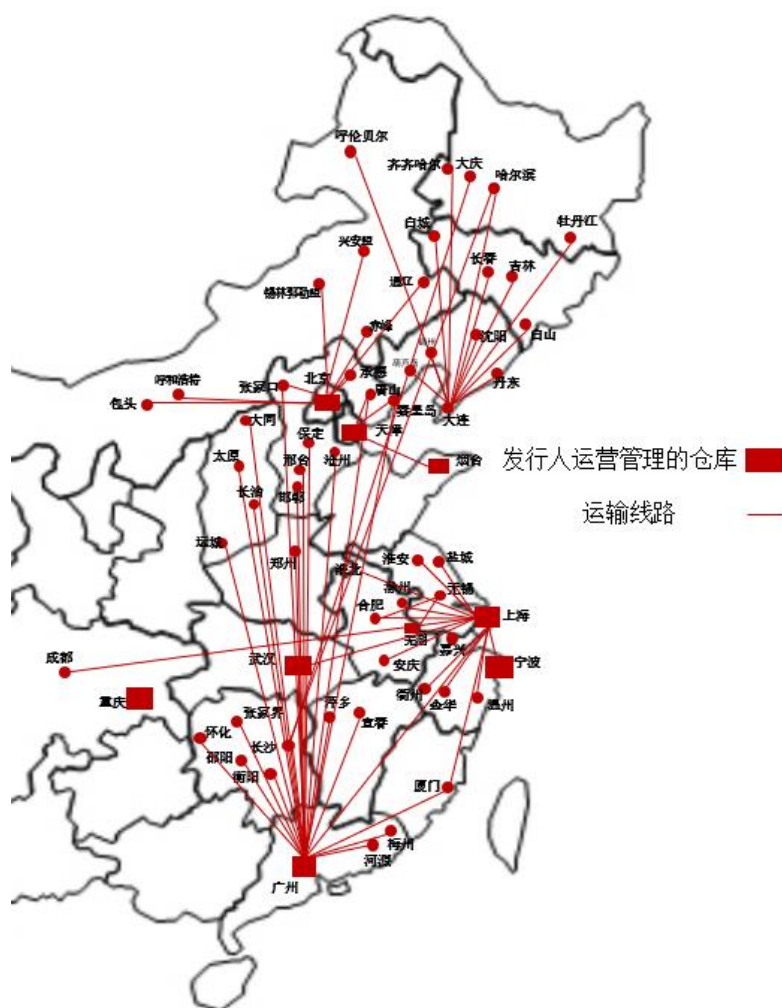 呼伦贝尔
齐齐哈尔
大庆
哈尔滨
白城
牡丹江
兴安盟
长春
吉林
锡林郭勒盟
通辽
赤峰
沈阳
白山
锦州
葫芦岛
承德
丹东
呼和浩特
张家口
北京
唐山
包头
秦皇岛
大连
大同
天津
保定
太原
邢台
沧州
烟台
发行人运营管理的仓库
长治
邯郸
运输线路
运城
郑州
淮北
淮安
盐城
滁州
无锡
合肥
上海
芜湖
嘉兴
成都
武汉
安庆
宁波
重庆
衢州
金华
温州
张家界
萍乡
宜春
怀化
长沙
邵阳
衡阳
厦门
梅州
河源
广州